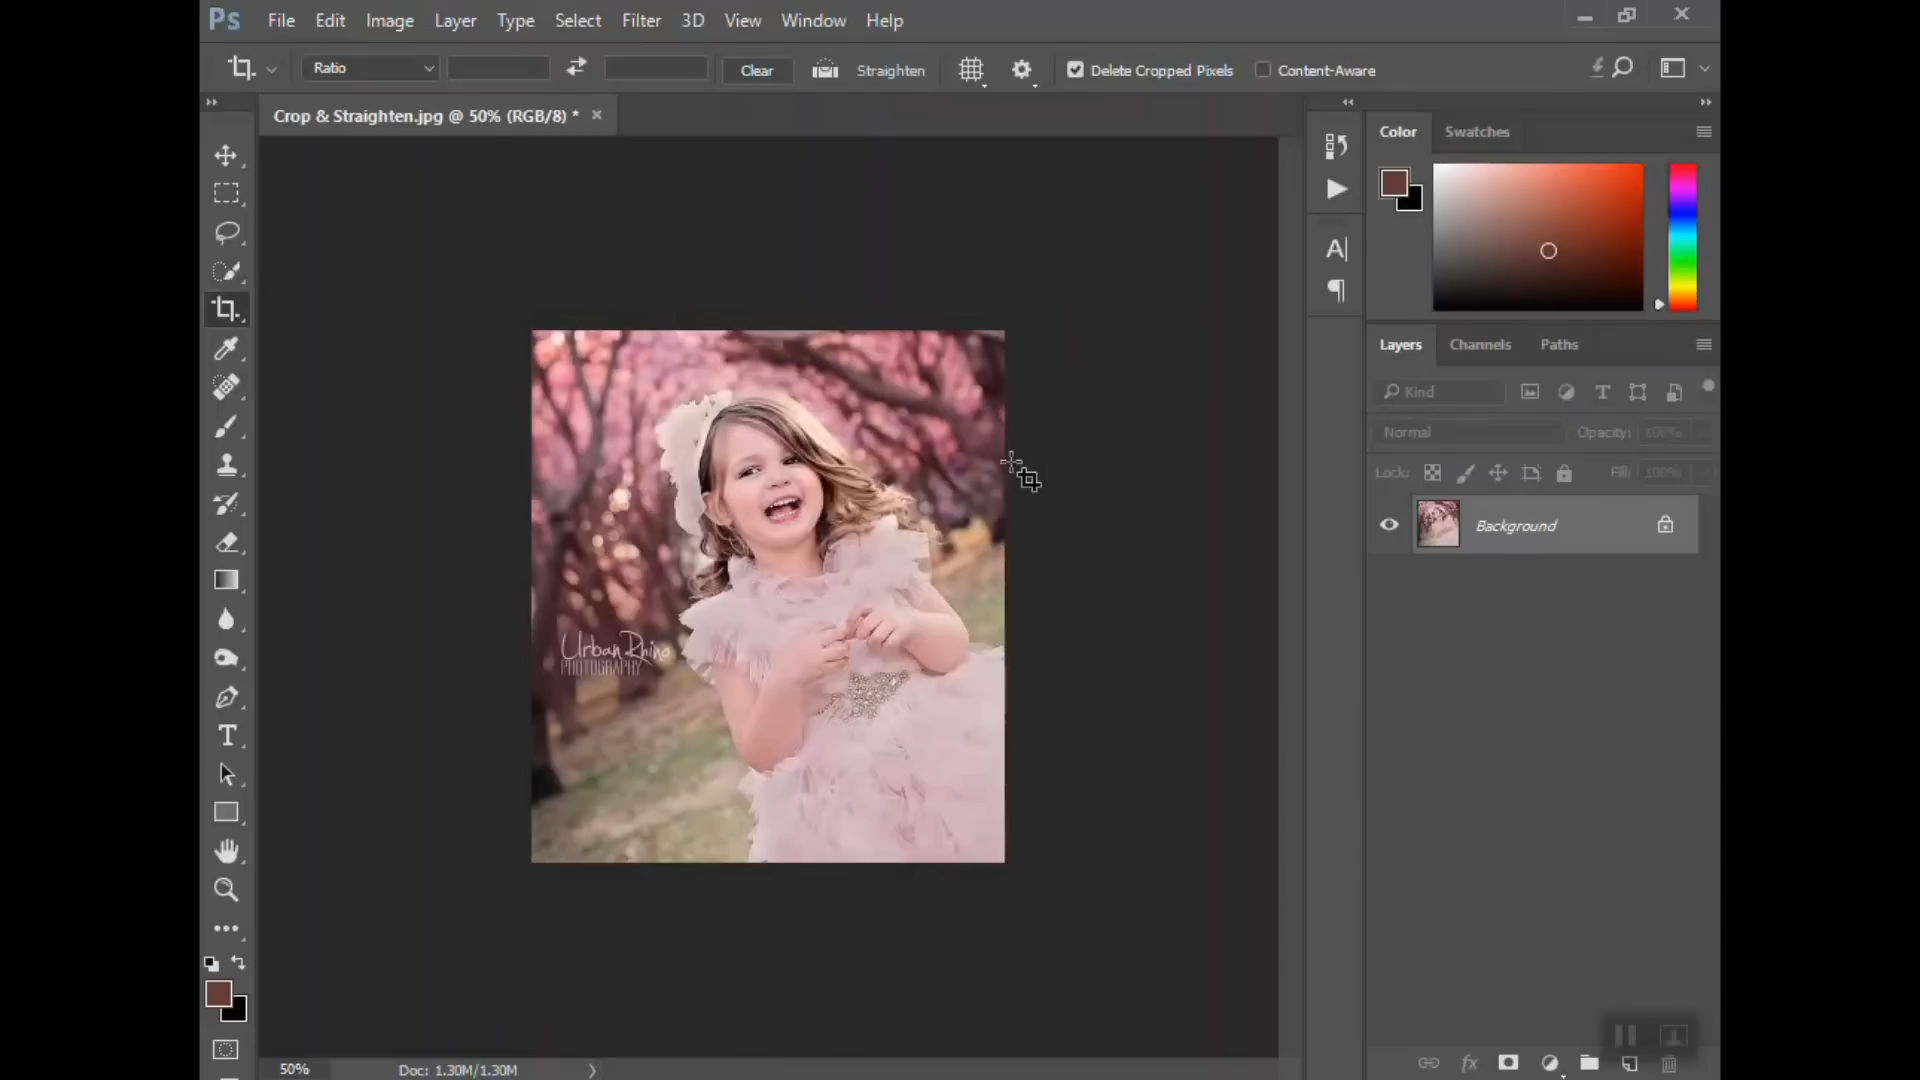 Ps File Edit Image Layer Type Select Filter 3D View Window Help
Ratio Clear Straighten Delete Cropped Pixels Content-Aware
Crop & Straighten.jpg @ 50% (RGB/8) *
Color Swatches
Layers Channels Paths
Kind
Normal Opacity: 100%
Lock: Fill: 100%
Background
Urban Rhino
PHOTOGRAPHY
50% Doc: 1.30M/1.30M